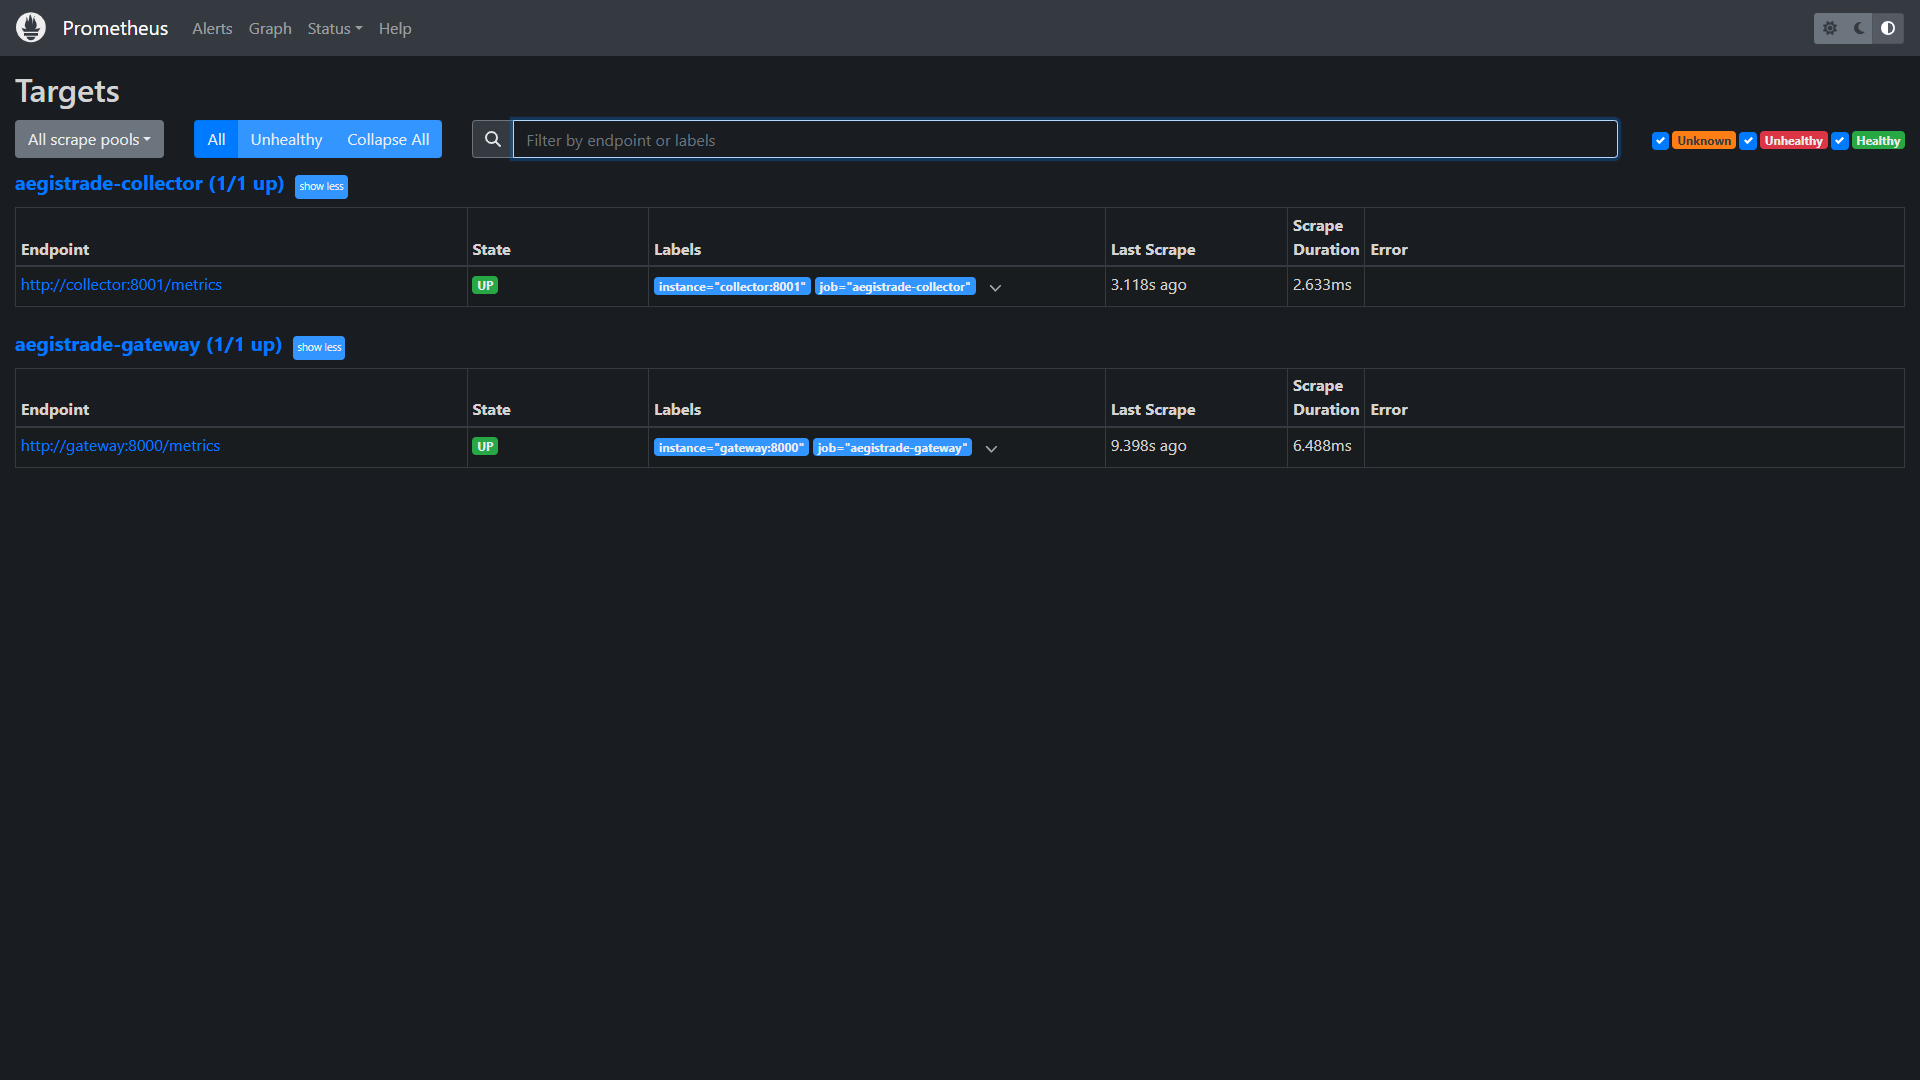 Prometheus Alerts Graph Status Help
Targets
All scrape pools All Unhealthy Collapse All Filter by endpoint or labels Unknown Unhealthy Healthy
aegistrade-collector (1/1 up) show less
Endpoint State Labels Last Scrape Scrape Duration Error
http://collector:8001/metrics UP instance="collector:8001" job="aegistrade-collector" 3.118s ago 2.633ms
aegistrade-gateway (1/1 up) show less
Endpoint State Labels Last Scrape Scrape Duration Error
http://gateway:8000/metrics UP instance="gateway:8000" job="aegistrade-gateway" 9.398s ago 6.488ms